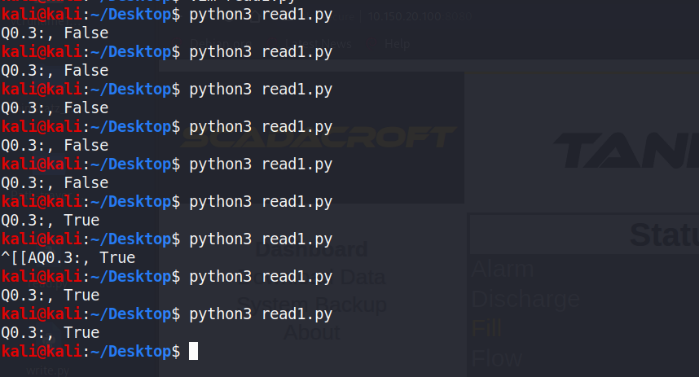 kali@kali:~/Desktop$ python3 read1.py
Q0.3:, False
kali@kali:~/Desktop$ python3 read1.py
Q0.3:, False
kali@kali:~/Desktop$ python3 read1.py
Q0.3:, False
kali@kali:~/Desktop$ python3 read1.py
Q0.3:, False
kali@kali:~/Desktop$ python3 read1.py
Q0.3:, False
kali@kali:~/Desktop$ python3 read1.py
Q0.3:, True
kali@kali:~/Desktop$ python3 read1.py
^[[AQ0.3:, True
kali@kali:~/Desktop$ python3 read1.py
Q0.3:, True
kali@kali:~/Desktop$ python3 read1.py
Q0.3:, True
kali@kali:~/Desktop$
Help
SCADACROFT
Dashboard
Data
System Backup
About
Alarm
Discharge
Fill
Flow
write.py